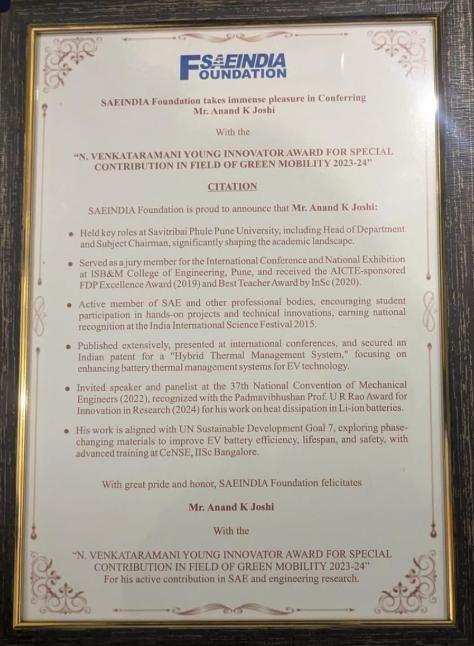 SAEINDIA
FOUNDATION
SAEINDIA Foundation takes immense pleasure in Conferring
Mr. Anand K Joshi
With the
“N. VENKATARAMANI YOUNG INNOVATOR AWARD FOR SPECIAL
CONTRIBUTION IN FIELD OF GREEN MOBILITY 2023-24”
CITATION
SAEINDIA Foundation is proud to announce that Mr. Anand K Joshi:
• Held key roles at Savitribai Phule Pune University, including Head of Department
and Subject Chairman, significantly shaping the academic landscape.
• Served as a jury member for the International Conference and National Exhibition
at ISB&M College of Engineering, Pune, and received the AICTE-sponsored
FDP Excellence Award (2019) and Best Teacher Award by InSc (2020).
• Active member of SAE and other professional bodies, encouraging student
participation in hands-on projects and technical innovations, earning national
recognition at the India International Science Festival 2015.
• Published extensively, presented at international conferences, and secured an
Indian patent for a "Hybrid Thermal Management System," focusing on
enhancing battery thermal management systems for EV technology.
• Invited speaker and panelist at the 37th National Convention of Mechanical
Engineers (2022), recognized with the Padmavibhushan Prof. U R Rao Award for
Innovation in Research (2024) for his work on heat dissipation in Li-ion batteries.
• His work is aligned with UN Sustainable Development Goal 7, exploring phase-
changing materials to improve EV battery efficiency, lifespan, and safety, with
advanced training at CeNSE, IISc Bangalore.
With great pride and honor, SAEINDIA Foundation felicitates
Mr. Anand K Joshi
With the
“N. VENKATARAMANI YOUNG INNOVATOR AWARD FOR SPECIAL
CONTRIBUTION IN FIELD OF GREEN MOBILITY 2023-24”
For his active contribution in SAE and engineering research.